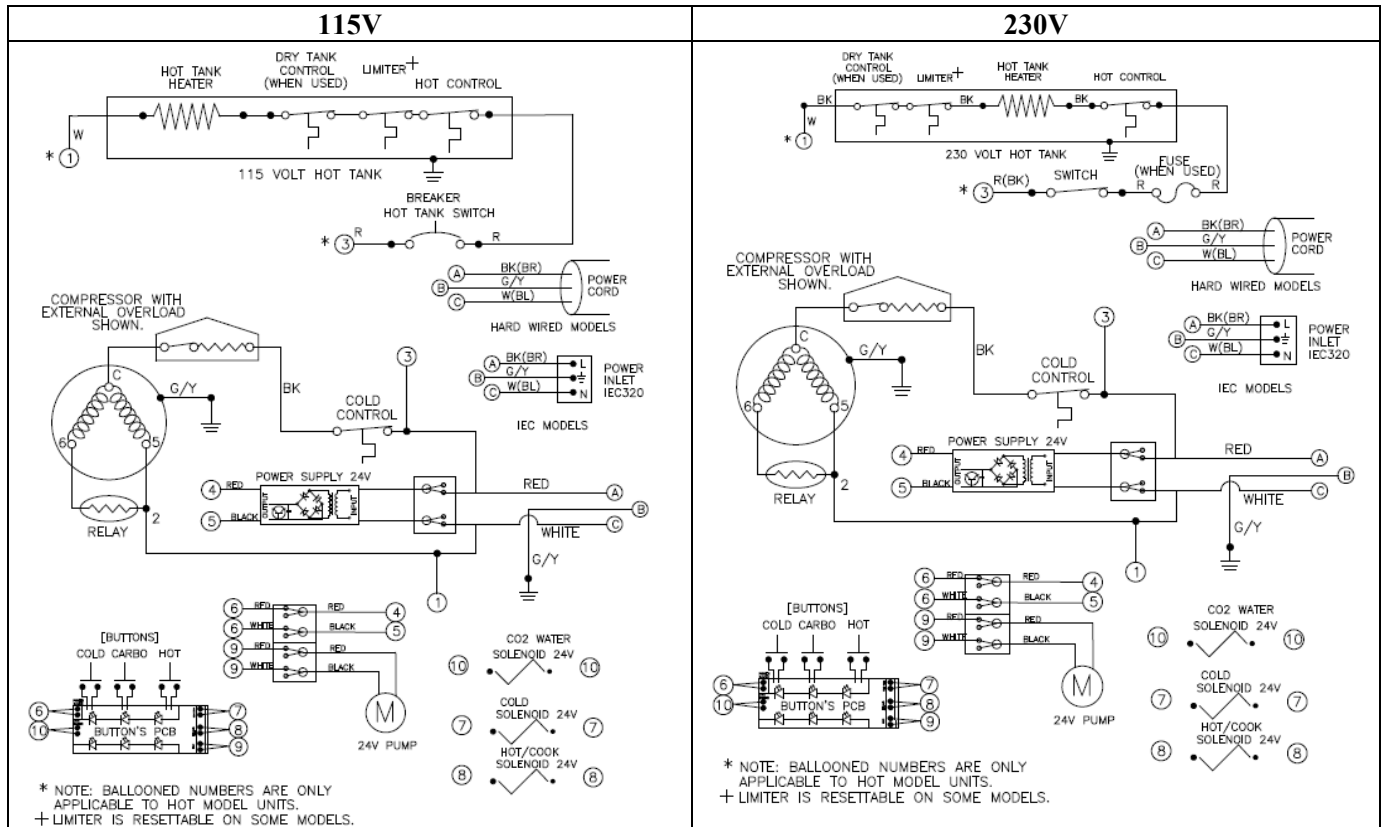 115V
HOT TANK
HEATER
DRY TANK
CONTROL
(WHEN USED)
LIMITER+
HOT CONTROL
W
* 1
115 VOLT HOT TANK
BREAKER
HOT TANK SWITCH
* 3
R
R
A
BK(BR)
B
G/Y
C
W(BL)
POWER
CORD
HARD WIRED MODELS
COMPRESSOR WITH
EXTERNAL OVERLOAD
SHOWN.
3
A
BK(BR)
L
B
G/Y
C
W(BL)
N
POWER
INLET
IEC320
IEC MODELS
C
G/Y
BK
COLD
CONTROL
6
5
POWER SUPPLY 24V
4
RED
5
BLACK
OUTPUT
INPUT
RED
A
B
WHITE
C
RELAY
2
G/Y
1
6
RED
RED
4
6
WHITE
BLACK
5
9
RED
RED
9
WHITE
BLACK
[BUTTONS]
COLD CARBO HOT
6
7
10
BUTTON'S PCB
8
9
M
24V PUMP
CO2 WATER
SOLENOID 24V
10
10
COLD
SOLENOID 24V
7
7
HOT/COOK
SOLENOID 24V
8
8
* NOTE: BALLOONED NUMBERS ARE ONLY
APPLICABLE TO HOT MODEL UNITS.
+ LIMITER IS RESETTABLE ON SOME MODELS.
230V
DRY TANK
CONTROL
(WHEN USED)
LIMITER+
HOT TANK
HEATER
HOT CONTROL
BK
BK
BK
W
* 1
230 VOLT HOT TANK
FUSE
(WHEN USED)
SWITCH
* 3
R(BK)
R
R
A
BK(BR)
B
G/Y
C
W(BL)
POWER
CORD
HARD WIRED MODELS
COMPRESSOR WITH
EXTERNAL OVERLOAD
SHOWN.
3
A
BK(BR)
L
B
G/Y
C
W(BL)
N
POWER
INLET
IEC320
IEC MODELS
C
G/Y
BK
COLD
CONTROL
6
5
POWER SUPPLY 24V
4
RED
5
BLACK
OUTPUT
INPUT
RED
A
B
WHITE
C
RELAY
2
G/Y
1
6
RED
RED
4
6
WHITE
BLACK
5
9
RED
RED
9
WHITE
BLACK
[BUTTONS]
COLD CARBO HOT
6
7
10
BUTTON'S PCB
8
9
M
24V PUMP
CO2 WATER
SOLENOID 24V
10
10
COLD
SOLENOID 24V
7
7
HOT/COOK
SOLENOID 24V
8
8
* NOTE: BALLOONED NUMBERS ARE ONLY
APPLICABLE TO HOT MODEL UNITS.
+ LIMITER IS RESETTABLE ON SOME MODELS.